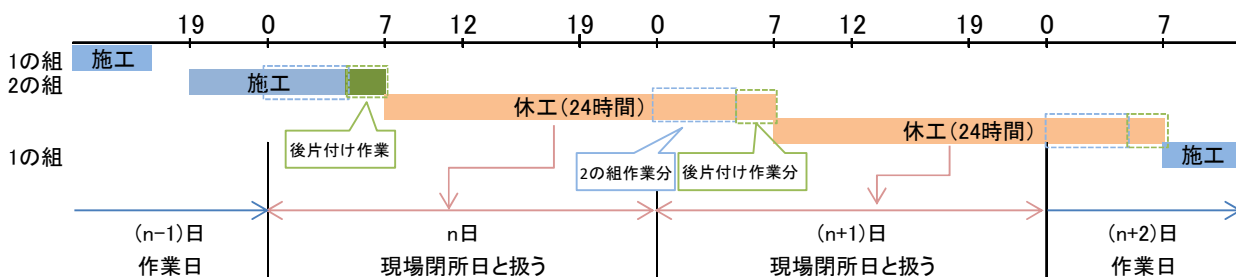 19 0 7 12 19 0 7 12 19 0 7
1の組 施工
2の組 施工
休工(24時間)
休工(24時間)
後片付け作業
2の組作業分
後片付け作業分
1の組 施工
(n-1)日 n日 (n+1)日 (n+2)日
作業日 現場閉所日と扱う 現場閉所日と扱う 作業日